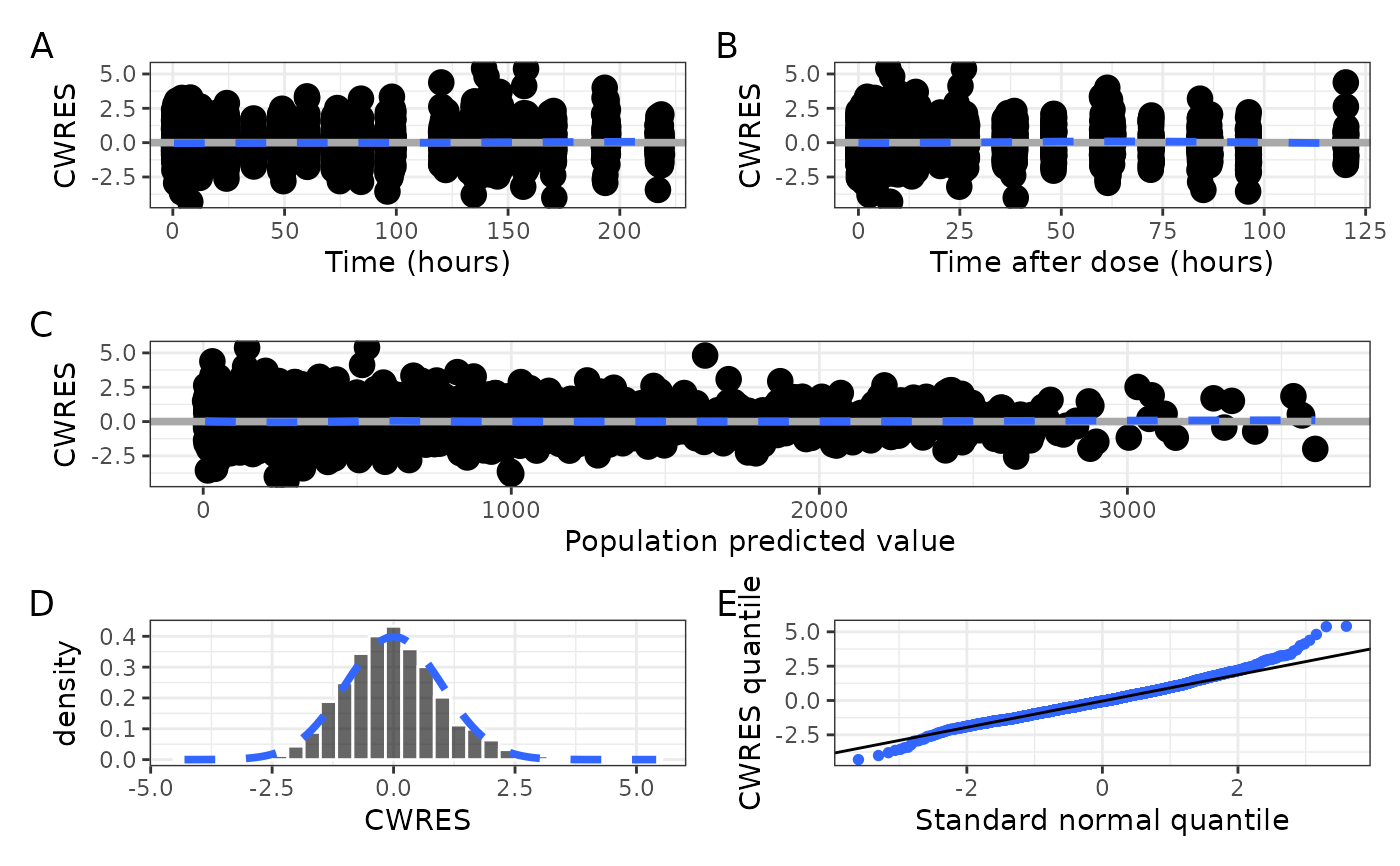 A
CWRES
5.0
2.5
0.0
-2.5
0 50 100 150 200
Time (hours)
B
CWRES
5.0
2.5
0.0
-2.5
0 25 50 75 100 125
Time after dose (hours)
C
CWRES
5.0
2.5
0.0
-2.5
0 1000 2000 3000
Population predicted value
D
density
0.4
0.3
0.2
0.1
0.0
-5.0 -2.5 0.0 2.5 5.0
CWRES
E
CWRES quantile
5.0
2.5
0.0
-2.5
-2 0 2
Standard normal quantile